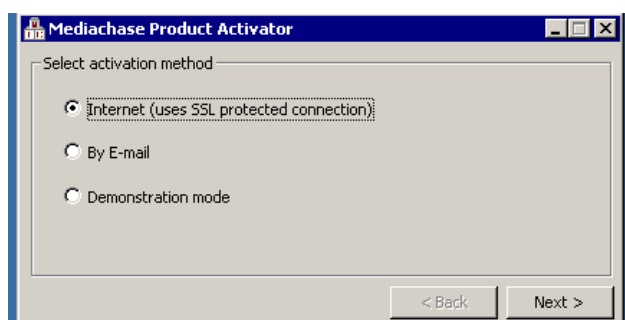 Mediachase Product Activator
Select activation method
Internet (uses SSL protected connection)
By E-mail
Demonstration mode
< Back
Next >